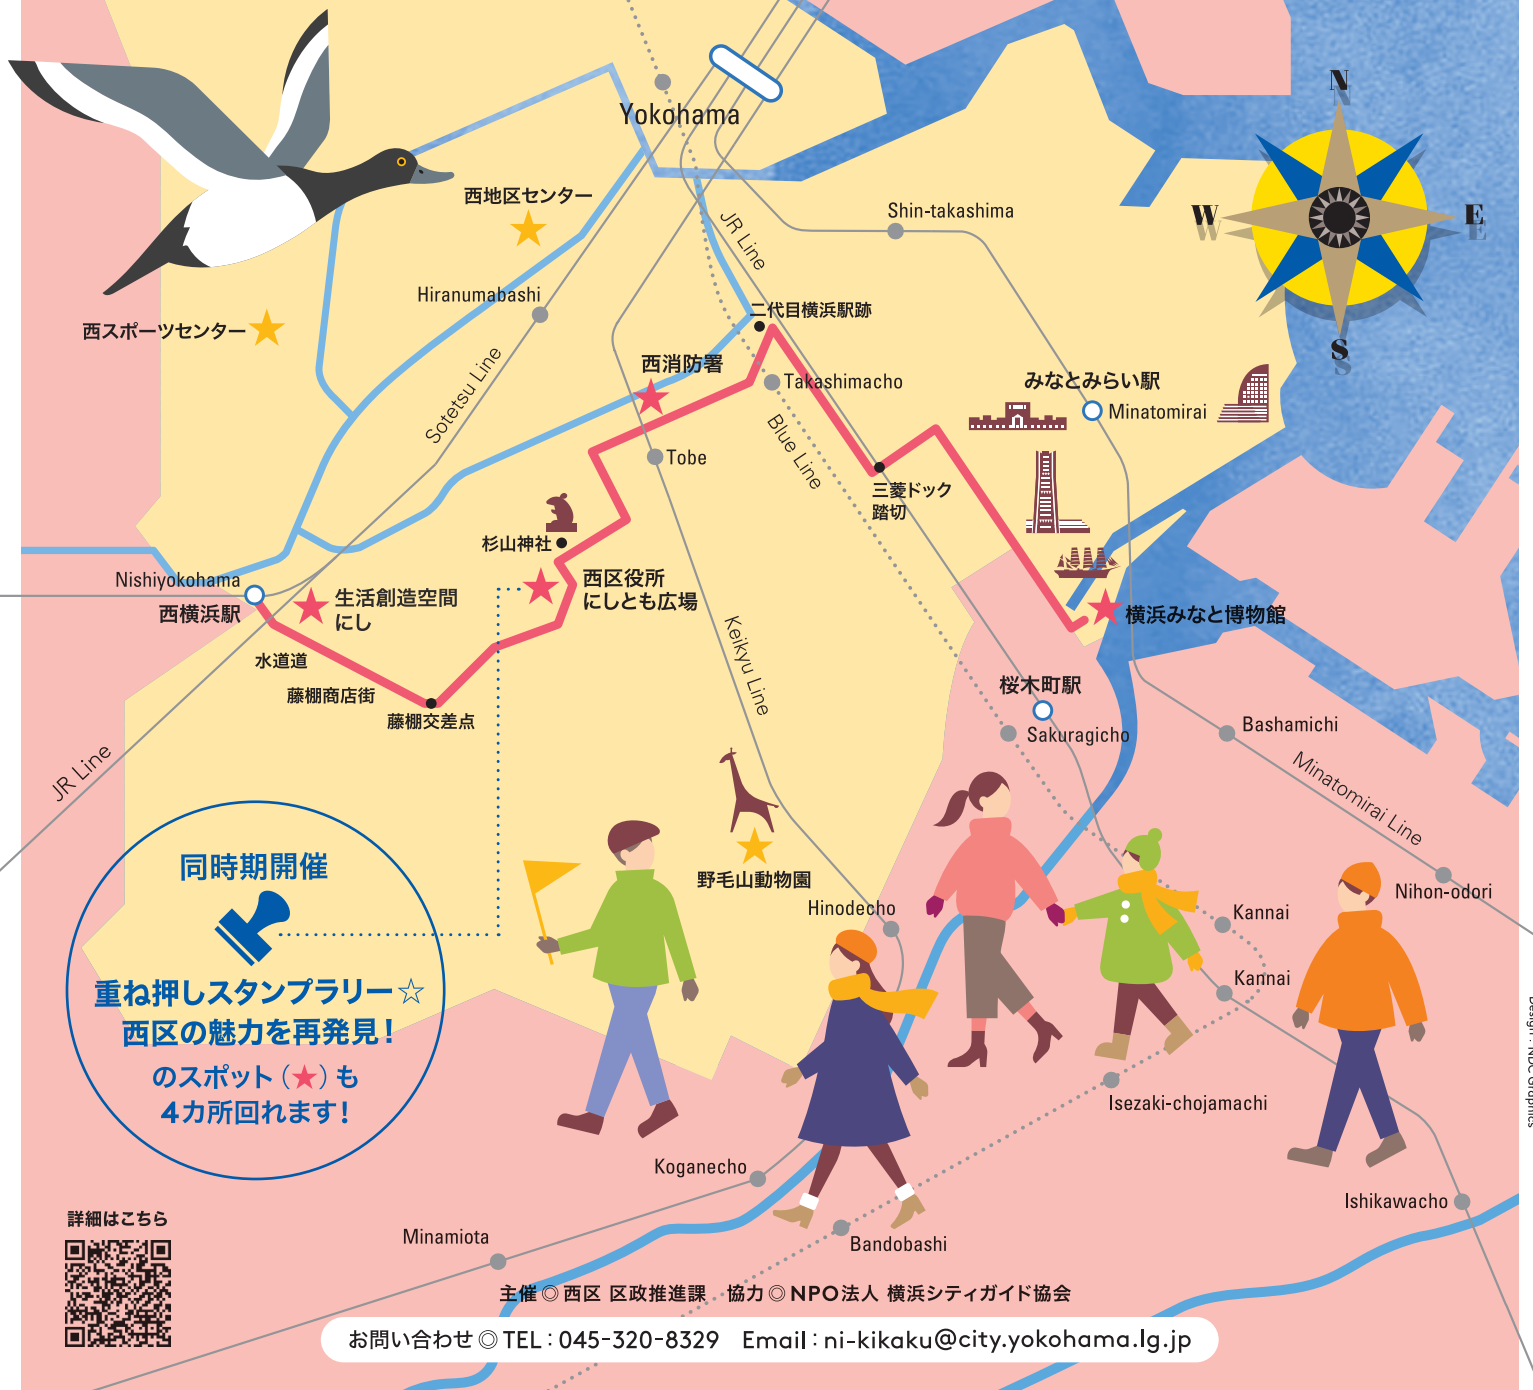 N
W
E
S
Yokohama
西地区センター
Shin-takashima
JR Line
Hiranumabashi
二代目横浜駅跡
西スポーツセンター
西消防署
Takashimacho
みなとみらい駅
Minatomirai
Sotetsu Line
Blue Line
Tobe
三菱ドック
踏切
杉山神社
Nishiyokohama
西横浜駅
生活創造空間
にし
西区役所
にしとも広場
横浜みなと博物館
水道道
藤棚商店街
藤棚交差点
Keikyu Line
桜木町駅
Sakuragicho
Bashamichi
JR Line
Minatomirai Line
同時期開催
重ね押しスタンプラリー☆
西区の魅力を再発見!
のスポット(★)も
4カ所回れます!
野毛山動物園
Hinodecho
Nihon-odori
Kannai
Kannai
Isezaki-chojamachi
Koganecho
Ishikawacho
Minamiota
Bandobashi
Design : NDC Graphics
詳細はこちら
主催◎西区 区政推進課 協力◎NPO法人 横浜シティガイド協会
お問い合わせ◎TEL:045-320-8329 Email:ni-kikaku@city.yokohama.lg.jp